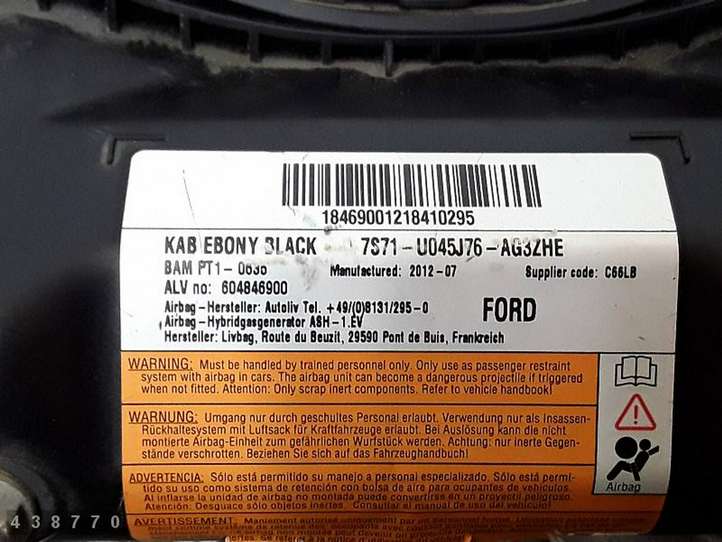 18469001218410295
KAB EBONY BLACK 7S71-U045J76-AG3ZHE
BAM PT1- 0636 Manufactured: 2012-07 Supplier code: C66LB
ALV no: 604846900
Airbag-Hersteller: Autoliv Tel. +49/(0)8131/295-0 FORD
Airbag-Hybridgasgenerator ASH-1.EV
Hersteller: Livbag, Route du Beuzit, 29590 Pont de Buis, Frankreich
WARNING: Must be handled by trained personnel only. Only use as passenger restraint
system with airbag in cars. The airbag unit can become a dangerous projectile if triggered
when not fitted. Attention: Only scrap inert components. Refer to vehicle handbook!
WARNUNG: Umgang nur durch geschultes Personal erlaubt. Verwendung nur als Insassen-
Rückhaltesystem mit Luftsack für Kraftfahrzeuge erlaubt. Bei Auslösung kann die nicht
montierte Airbag-Einheit zum gefährlichen Wurfstück werden. Achtung: nur inerte Gegen-
stände verschrotten. Beziehen Sie sich auf das Fahrzeughandbuch!
ADVERTENCIA: Sólo está permitido su manejo a personal especializado. Sólo está permi-
tido su uso como sistema de retención con bolsa de aire para ocupantes de vehículos.
Al inflarse la unidad de airbag no montada puede convertirse en un proyectil peligroso.
Atención: Desguace sólo objetos inertes. Consultar el manual de uso del vehículo!
Airbag
AVERTISSEMENT: Maniement autorisé uniquement
438770